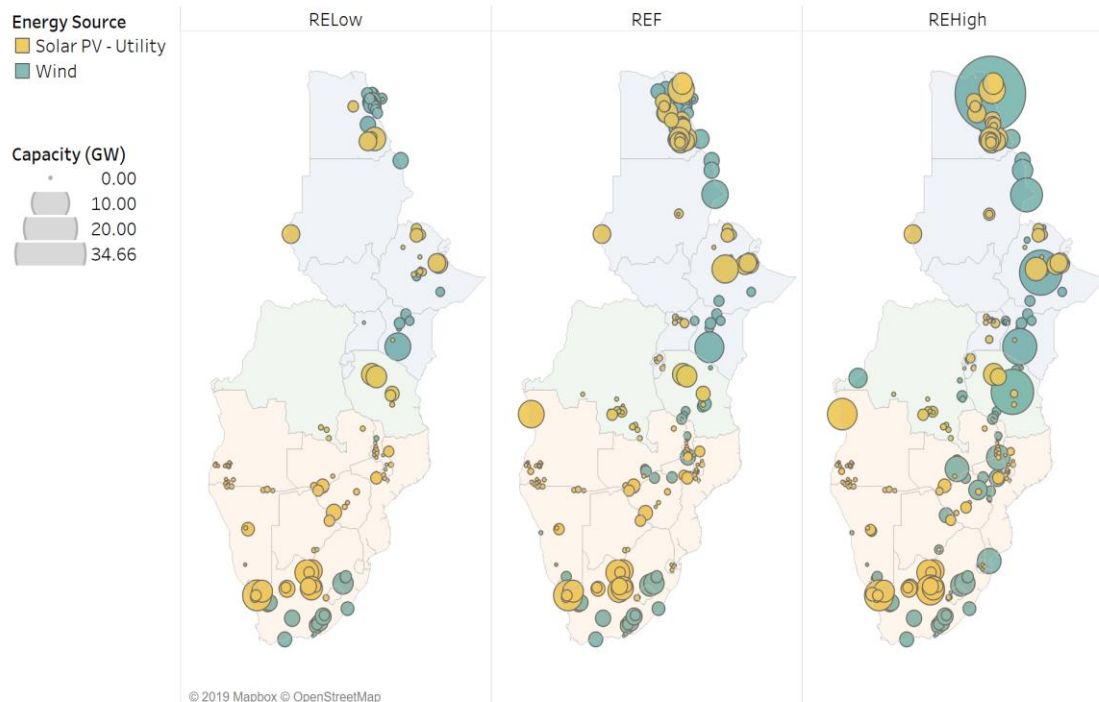 Energy Source
Solar PV - Utility
Wind
Capacity (GW)
0.00
10.00
20.00
34.66
RELow
REF
REHigh
© 2019 Mapbox © OpenStreetMap